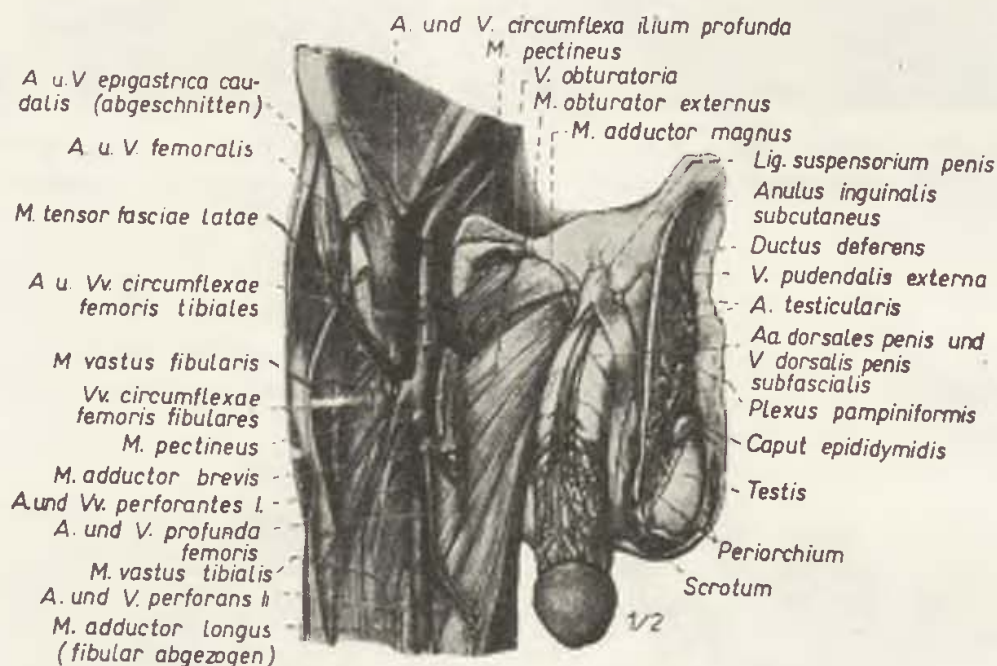 A. und V. circumflexa ilium profunda
M. pectineus
V. obturatoria
M. obturator externus
M. adductor magnus
A u.V epigastrica cau-
dalis (abgeschnitten)
A. u. V. femoralis
M. tensor fasciae latae
A u. Vv. circumflexae
femoris tibiales
M vastus fibularis
Vv. circumflexae
femoris fibulares
M. pectineus
M. adductor brevis
A.und Vv. perforantes I.
A. und V. profunda
femoris
M. vastus tibialis
A. und V. perforans II
M. adductor longus
(fibular abgezogen)
Lig. suspensorium penis
Anulus inguinalis
subcutaneus
Ductus deferens
V. pudendalis externa
A. testicularis
Aa. dorsales penis und
V dorsalis penis
subfascialis
Plexus pampiniformis
Caput epididymidis
Testis
Periorchium
Scrotum
1/2